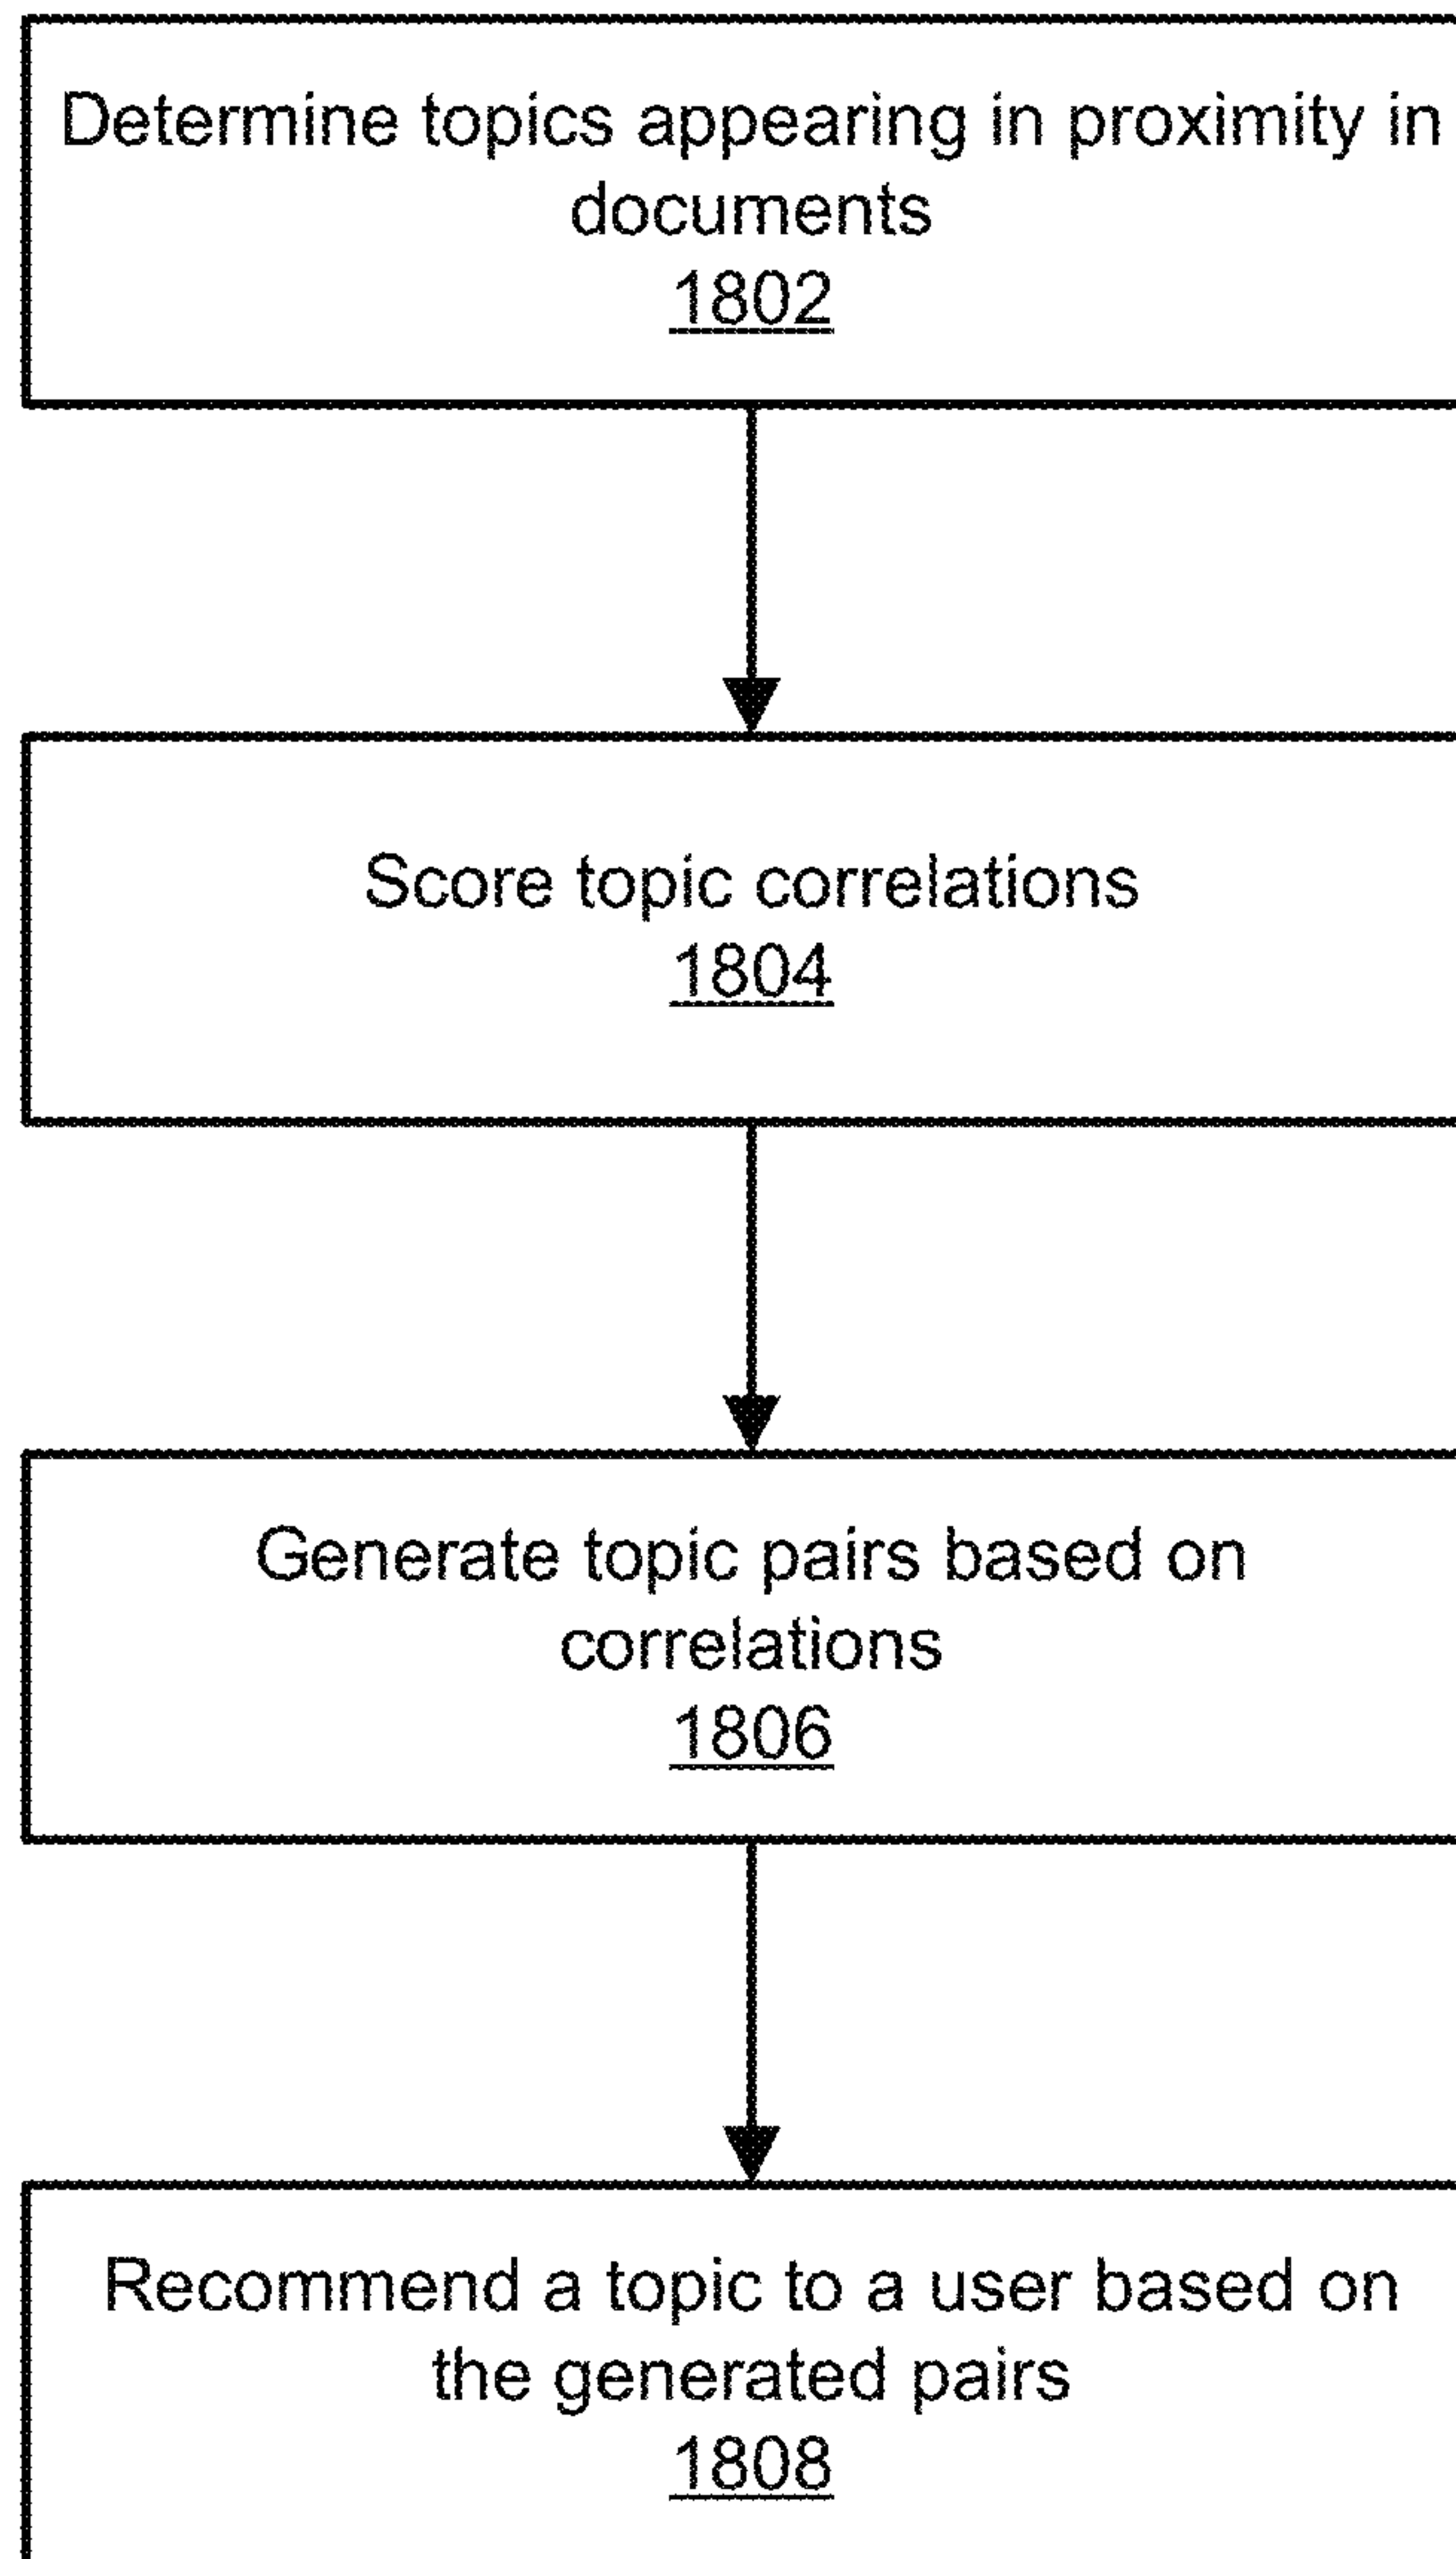 Determine topics appearing in proximity in
documents
1802
Score topic correlations
1804
Generate topic pairs based on
correlations
1806
Recommend a topic to a user based on
the generated pairs
1808